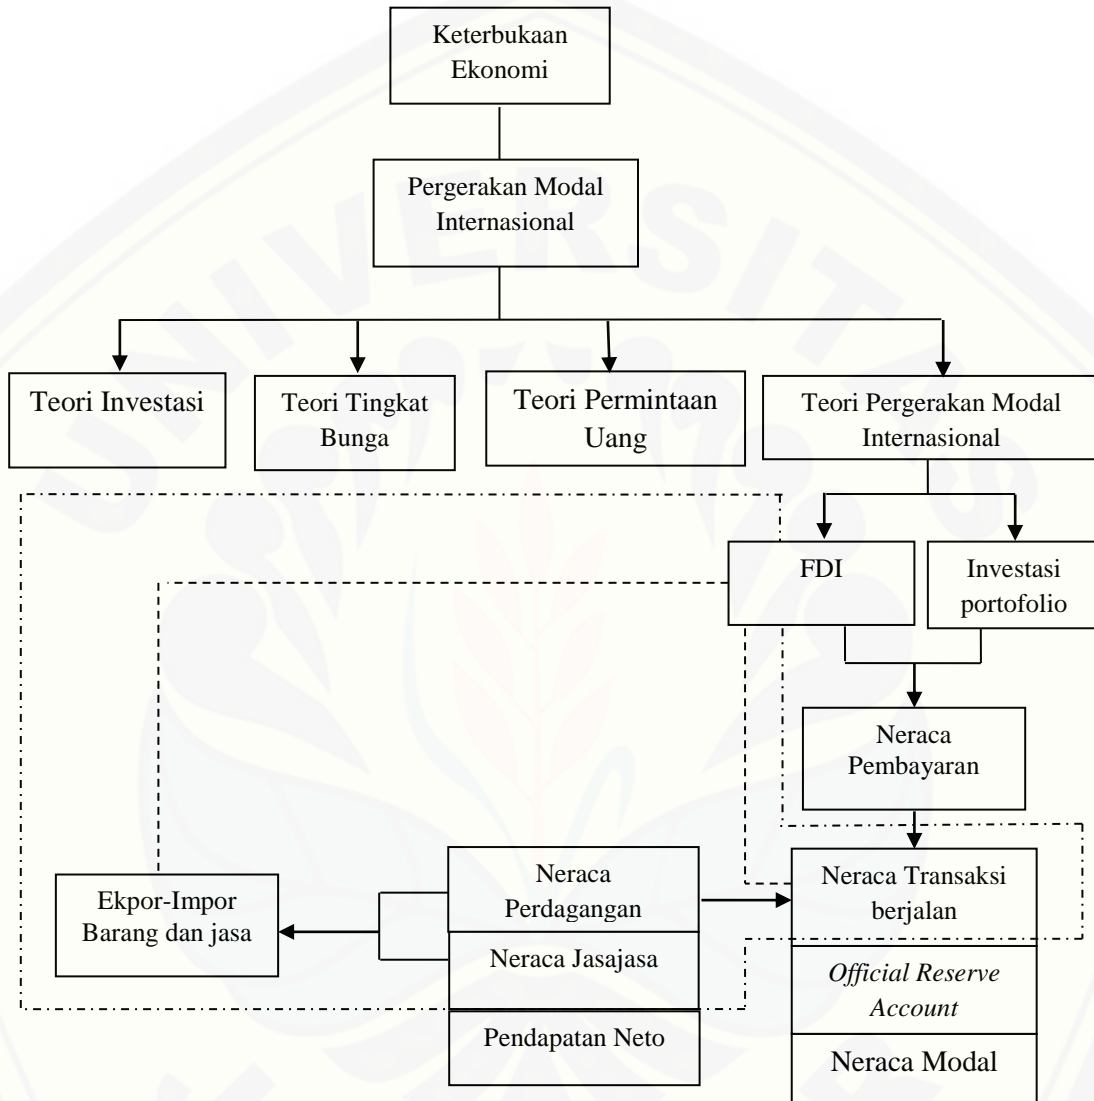 Keterbukaan
Ekonomi
Pergerakan Modal
Internasional
Teori Investasi
Teori Tingkat
Bunga
Teori Permintaan
Uang
Teori Pergerakan Modal
Internasional
FDI
Investasi
portofolio
Neraca
Pembayaran
Ekpor-Impor
Barang dan jasa
Neraca
Perdagangan
Neraca Jasajasa
Pendapatan Neto
Neraca Transaksi
berjalan
Official Reserve
Account
Neraca Modal
UNIVERSITAS